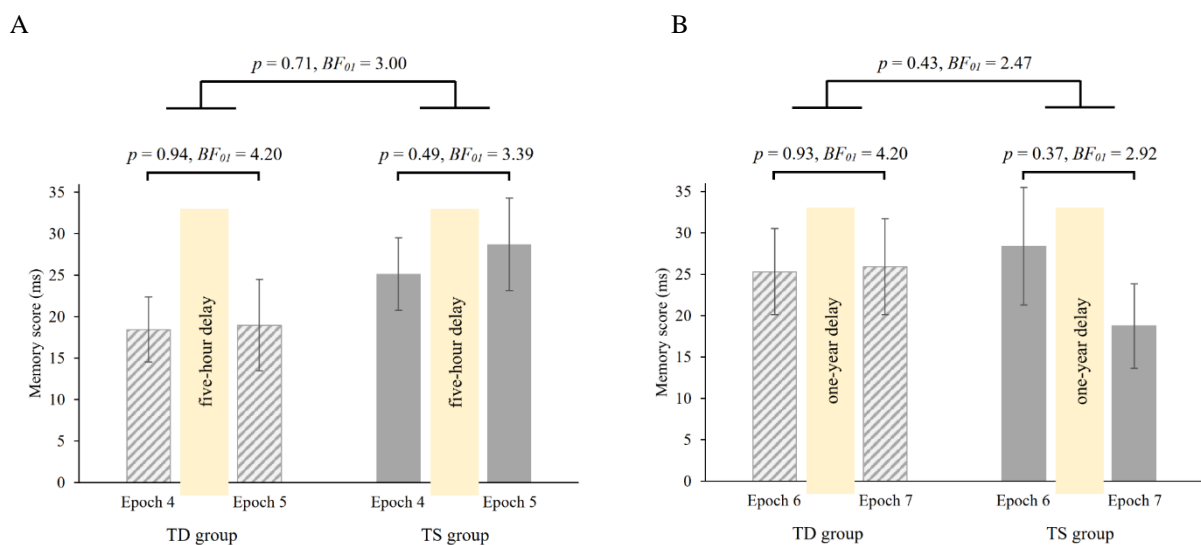 A
p = 0.71, BF01 = 3.00
p = 0.94, BF01 = 4.20
p = 0.49, BF01 = 3.39
Memory score (ms)
35
30
25
20
15
10
5
0
five-hour delay
five-hour delay
Epoch 4 Epoch 5 Epoch 4 Epoch 5
TD group TS group
B
p = 0.43, BF01 = 2.47
p = 0.93, BF01 = 4.20
p = 0.37, BF01 = 2.92
Memory score (ms)
35
30
25
20
15
10
5
0
one-year delay
one-year delay
Epoch 6 Epoch 7 Epoch 6 Epoch 7
TD group TS group